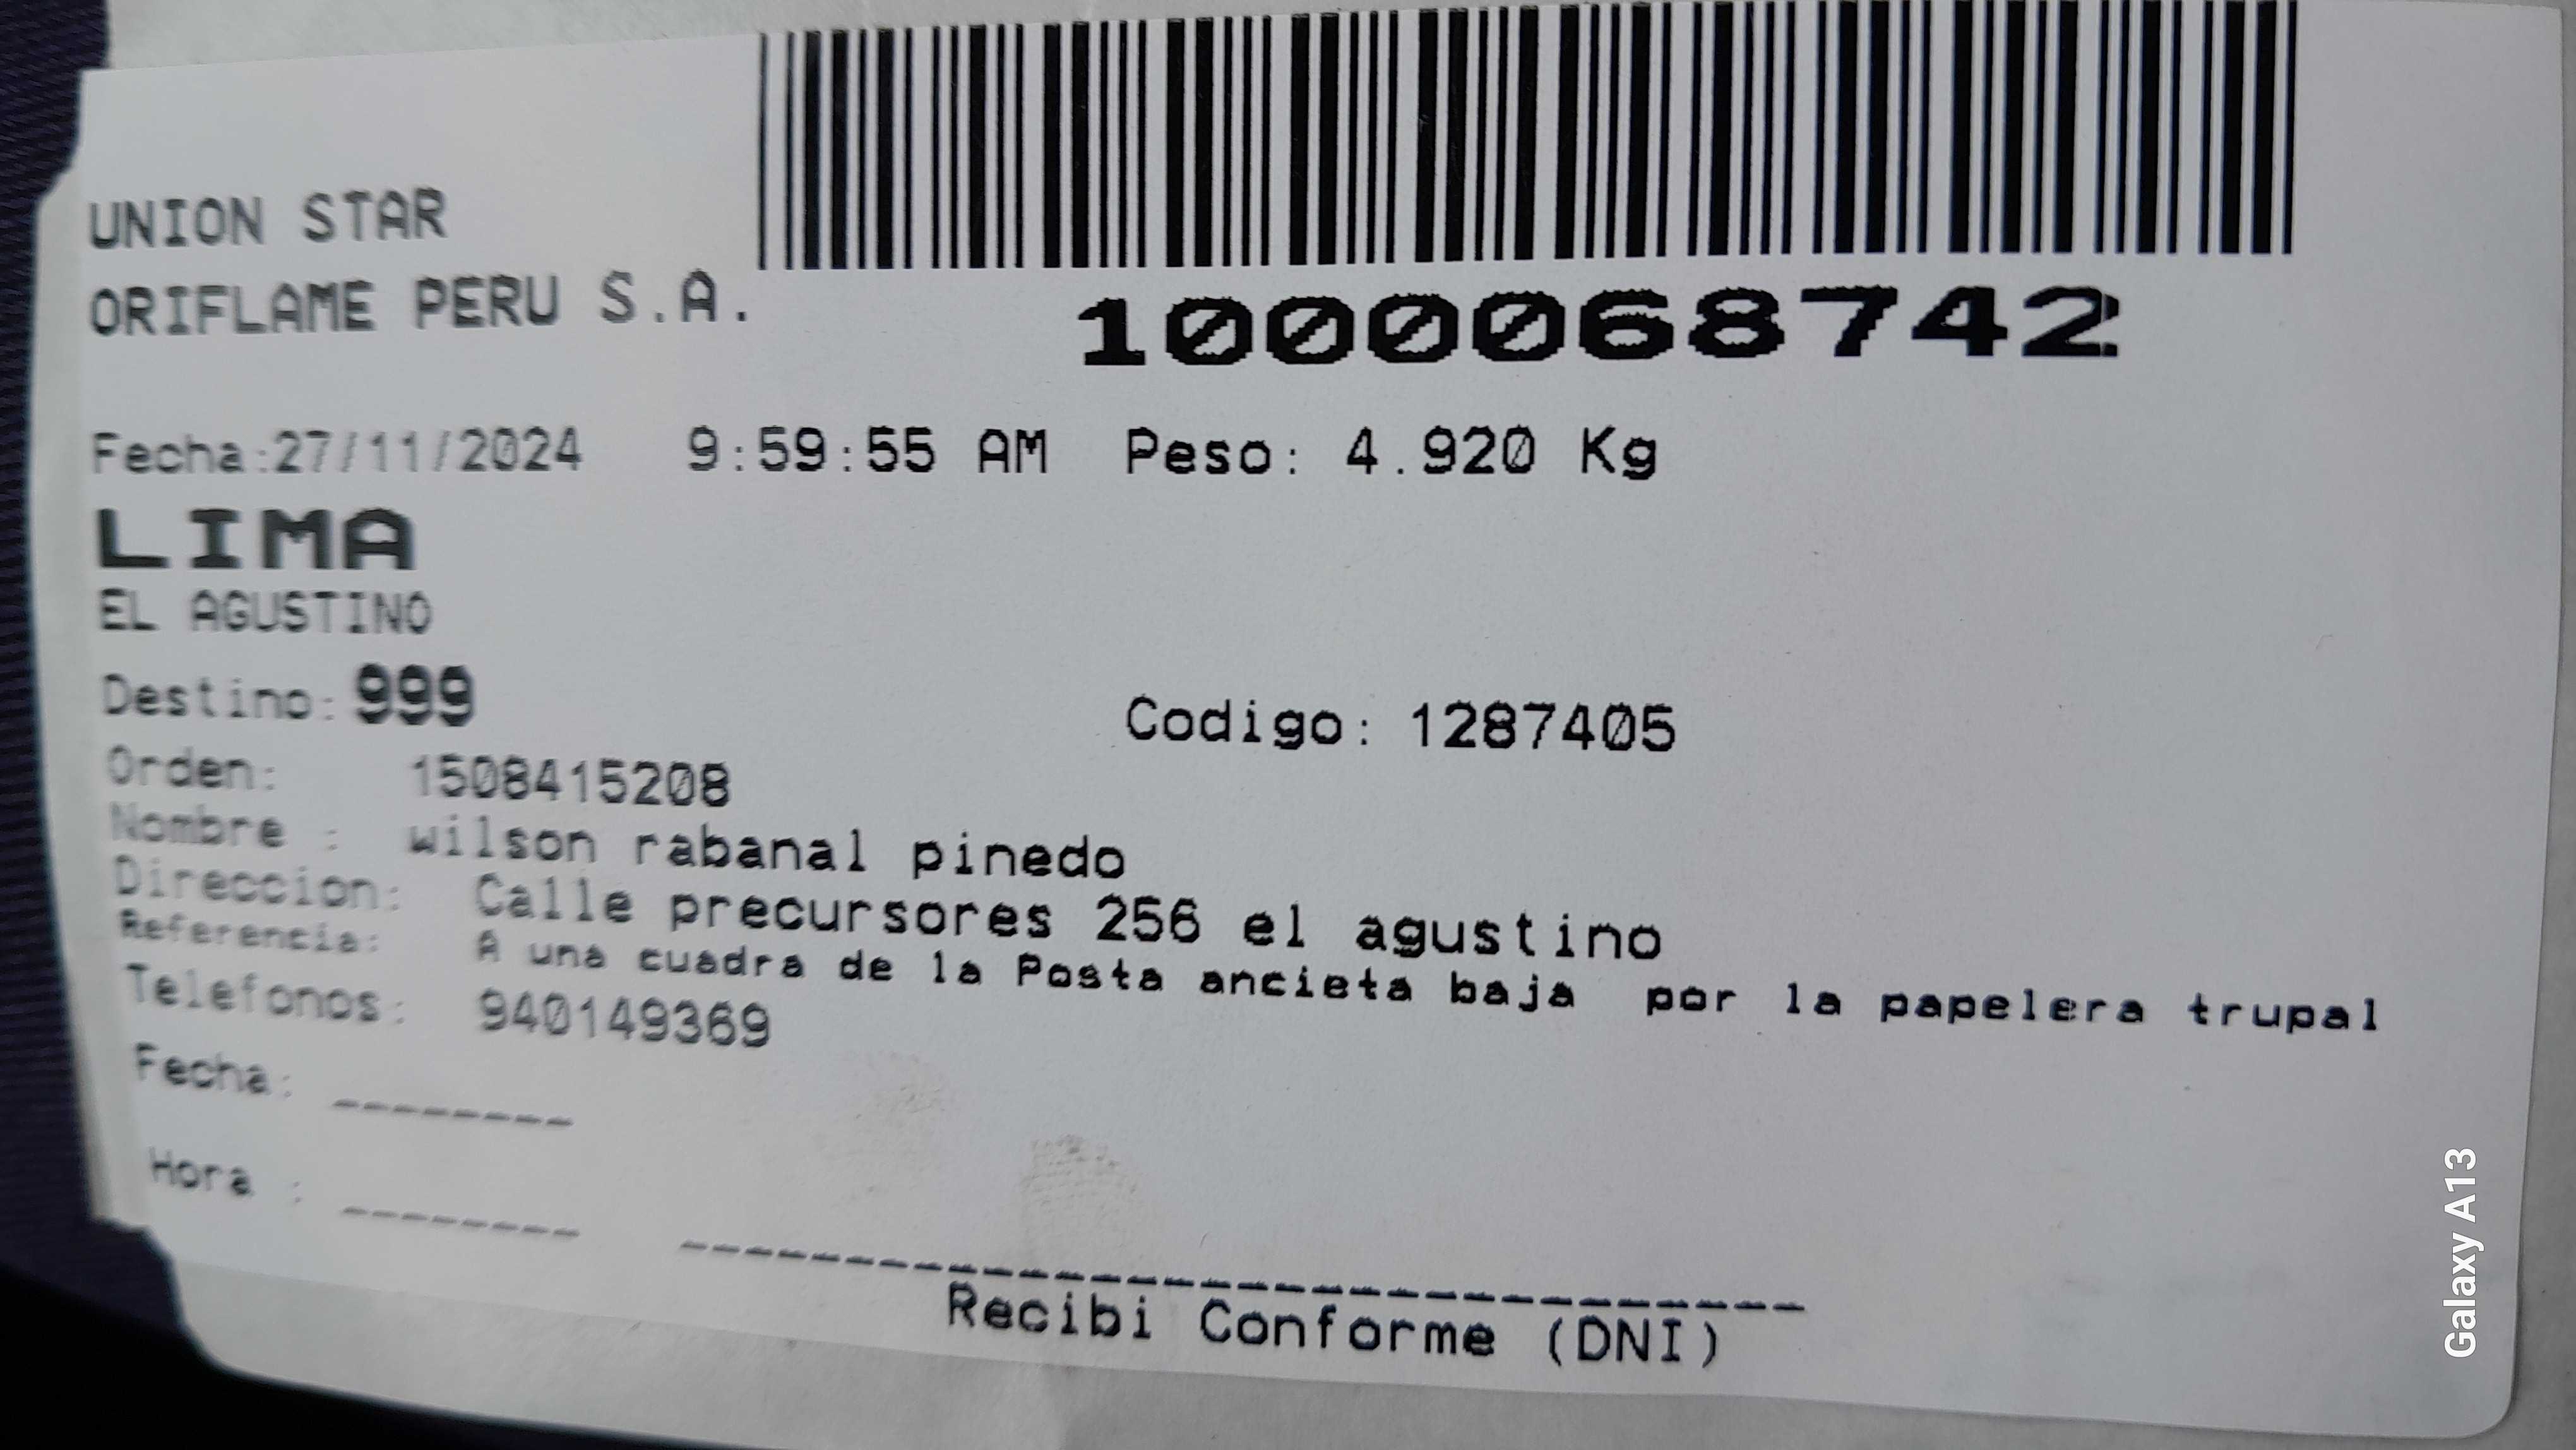 UNION STAR
ORIFLAME PERU S.A.
1000068742
Fecha:27/11/2024 9:59:55 AM Peso: 4.920 Kg
LIMA
EL AGUSTINO
Destino: 999 Codigo: 1287405
Orden: 1508415208
Nombre : wilson rabanal pinedo
Direccion: Calle precursores 256 el agustino
Referencia: A una cuadra de la Posta ancieta baja por la papelera trupal
Telefonos: 940149369
Fecha: ________
Hora : ________
Recibi Conforme (DNI)
Galaxy A13